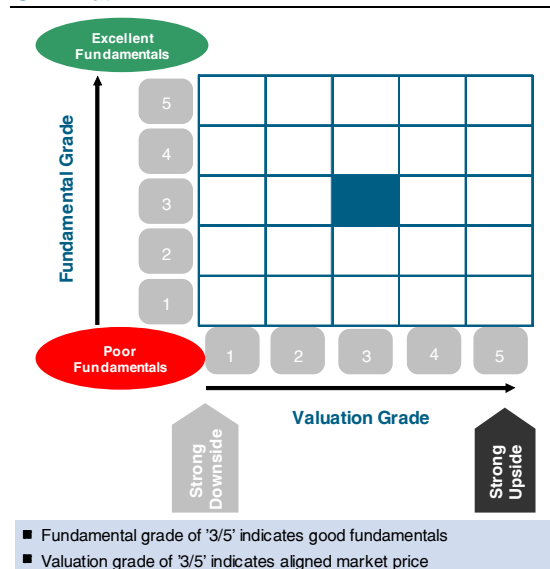 Excellent
Fundamentals
5
4
3
2
1
Fundamental Grade
Poor
Fundamentals
1
2
3
4
5
Valuation Grade
Strong
Downside
Strong
Upside
■ Fundamental grade of '3/5' indicates good fundamentals
■ Valuation grade of '3/5' indicates aligned market price